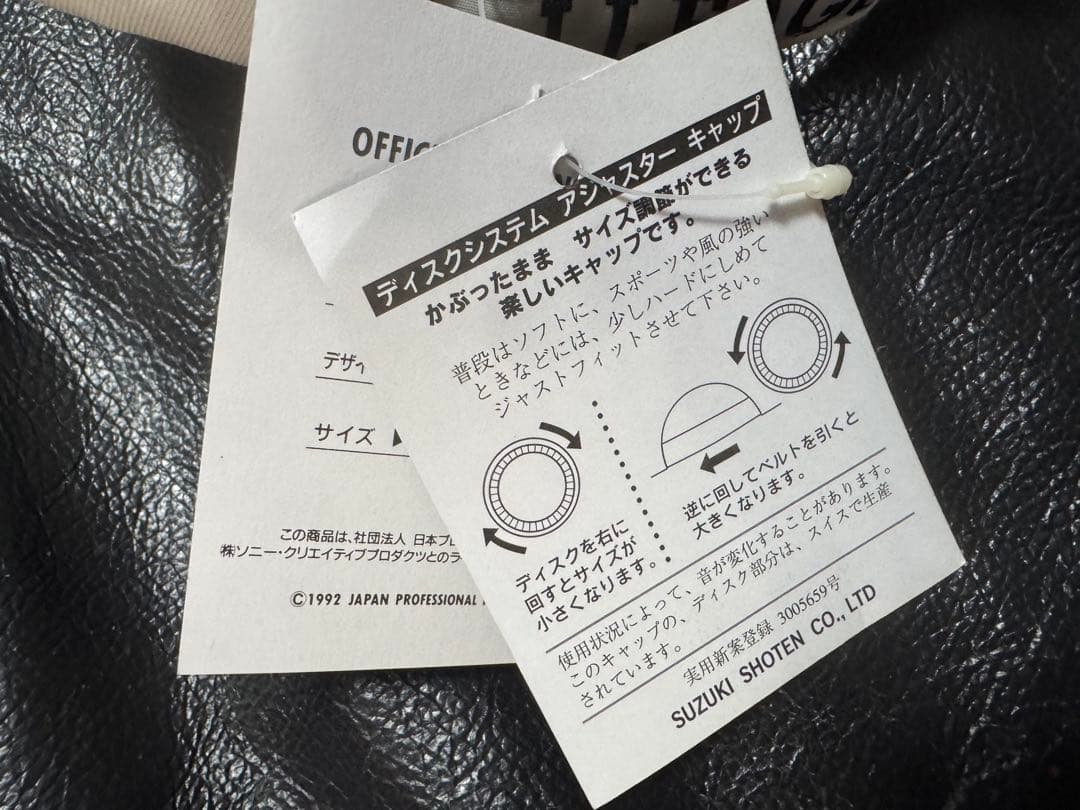 OFFIC
デザイ
サイズ
この商品は、社団法人 日本プロ
㈱ソニー・クリエイティブプロダクツとのラ
©1992 JAPAN PROFESSIONAL
ディスクシステム アジャスター キャップ
かぶったまま サイズ調節ができる
楽しいキャップです。
普段はソフトに、スポーツや風の強い
ときなどには、少しハードにしめて
ジャストフィットさせて下さい。
ディスクを右に
回すとサイズが
小さくなります。
逆に回してベルトを引くと
大きくなります。
使用状況によって、音が変化することがあります。
このキャップの、ディスク部分は、スイスで生産
されています。
実用新案登録 3005659号
SUZUKI SHOTEN CO., LTD